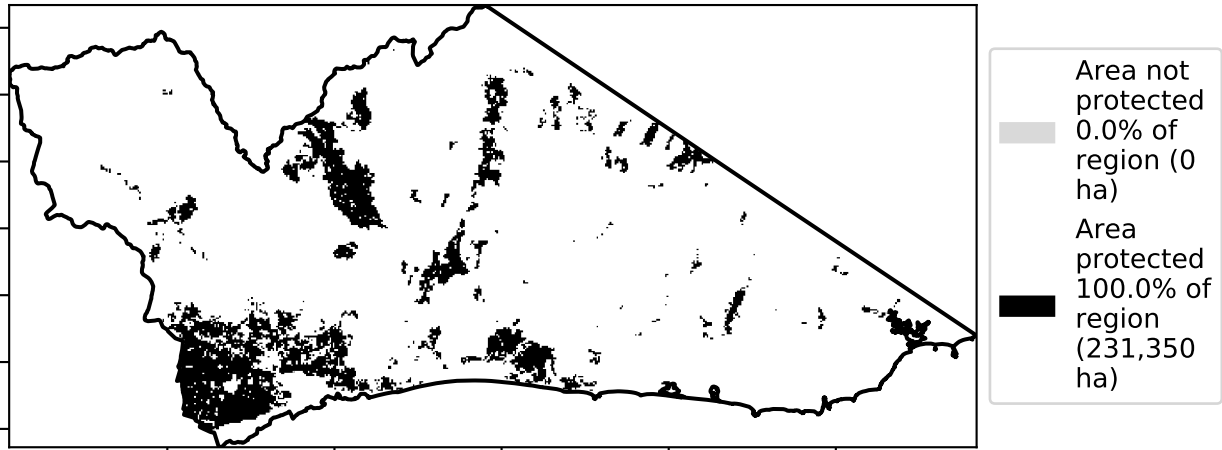 Area not
protected
0.0% of
region (0
ha)
Area
protected
100.0% of
region
(231,350
ha)